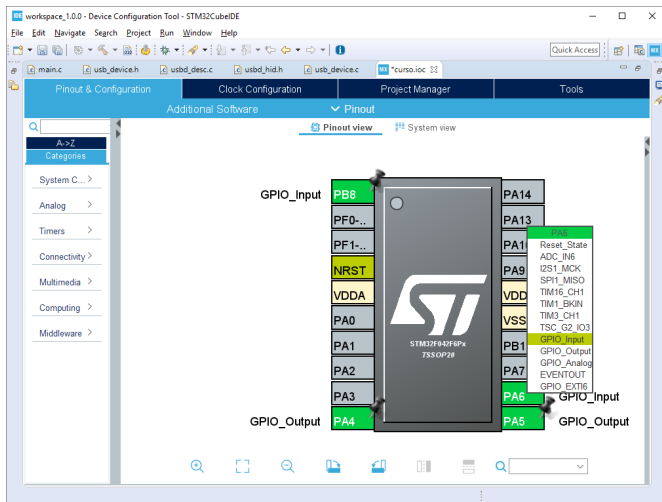 IDE workspace_1.0.0 - Device Configuration Tool - STM32CubeIDE
File Edit Navigate Search Project Run Window Help
Quick Access
main.c usb_device.h usbd_desc.c usbd_hid.h usb_device.c MX *curso.ioc
Pinout & Configuration Clock Configuration Project Manager Tools
Additional Software Pinout
Pinout view System view
A->Z
Categories
System C...
Analog
Timers
Connectivity
Multimedia
Computing
Middleware
GPIO_Input PB8 PA14
PF0-.. PA13
PF1-..
NRST PA9
VDDA VDD
PA0 VSS
PA1 PB1
PA2 PA7
PA3 PA6 GPIO_Input
GPIO_Output PA4 PA5 GPIO_Output
STM32F042F6Px
TSSOP20
PA6
Reset_State
ADC_IN6
I2S1_MCK
SPI1_MISO
TIM16_CH1
TIM1_BKIN
TIM3_CH1
TSC_G2_IO3
GPIO_Input
GPIO_Output
GPIO_Analog
EVENTOUT
GPIO_EXTI6